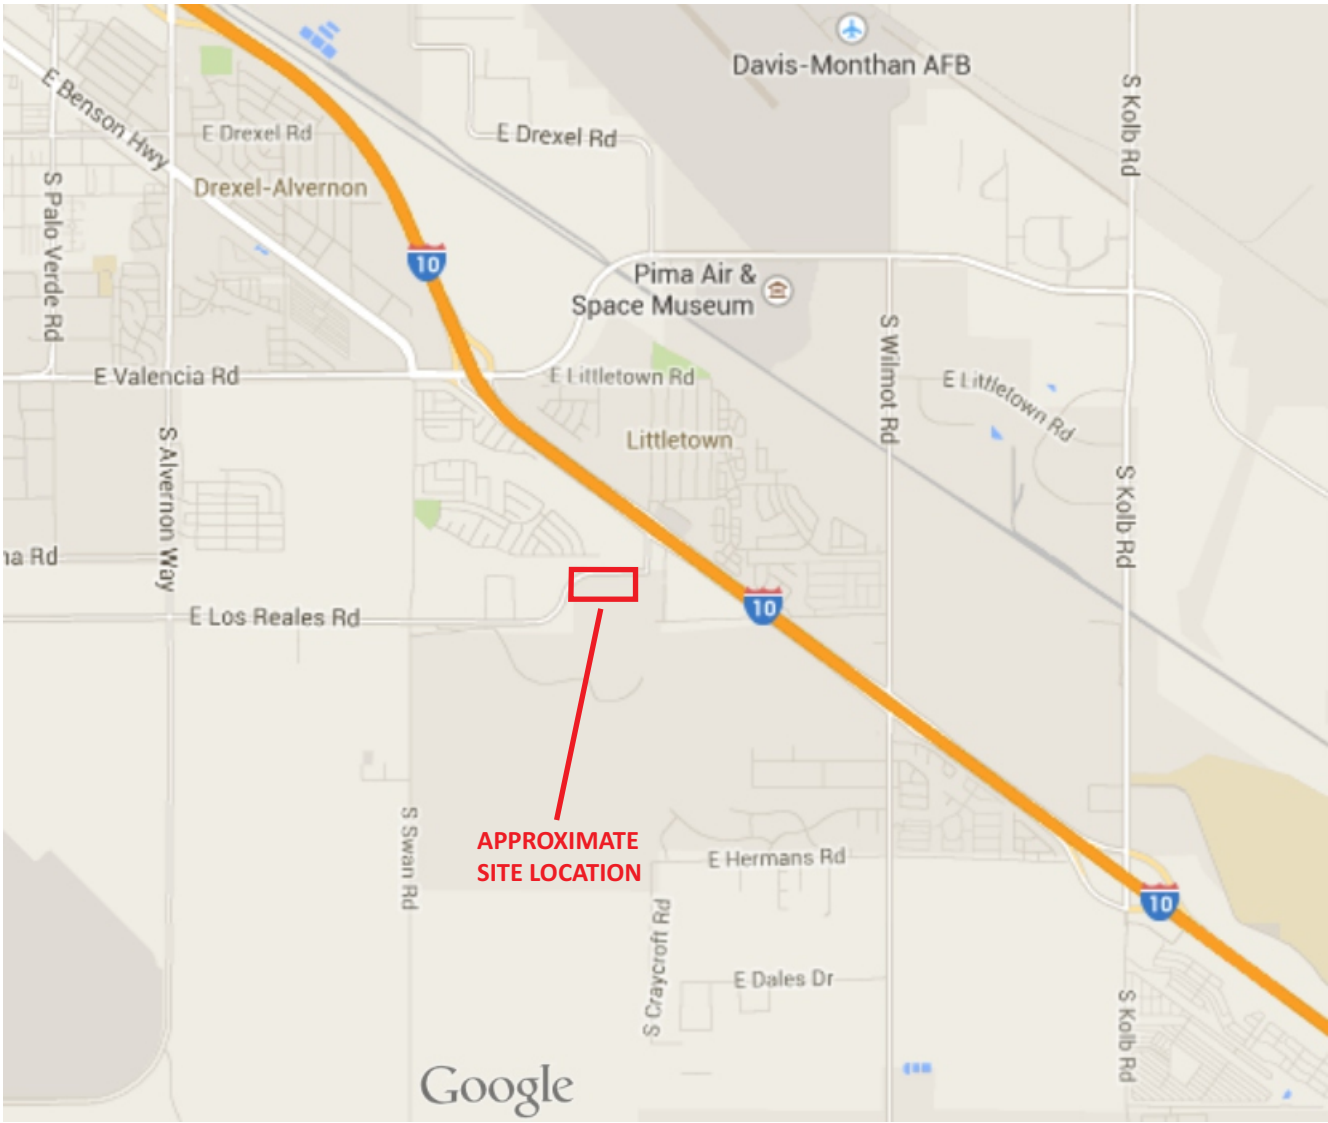 Davis-Monthan AFB
E Benson Hwy
E Drexel Rd
E Drexel Rd
S Kolb Rd
Drexel-Alvernon
S Palo Verde Rd
10
Pima Air &
Space Museum
E Valencia Rd
E Littletown Rd
S Wilmot Rd
E Littletown Rd
Littletown
S Alvernon Way
S Kolb Rd
na Rd
E Los Reales Rd
10
APPROXIMATE
SITE LOCATION
S Swan Rd
E Hermans Rd
10
S Craycroft Rd
E Dales Dr
S Kolb Rd
Google